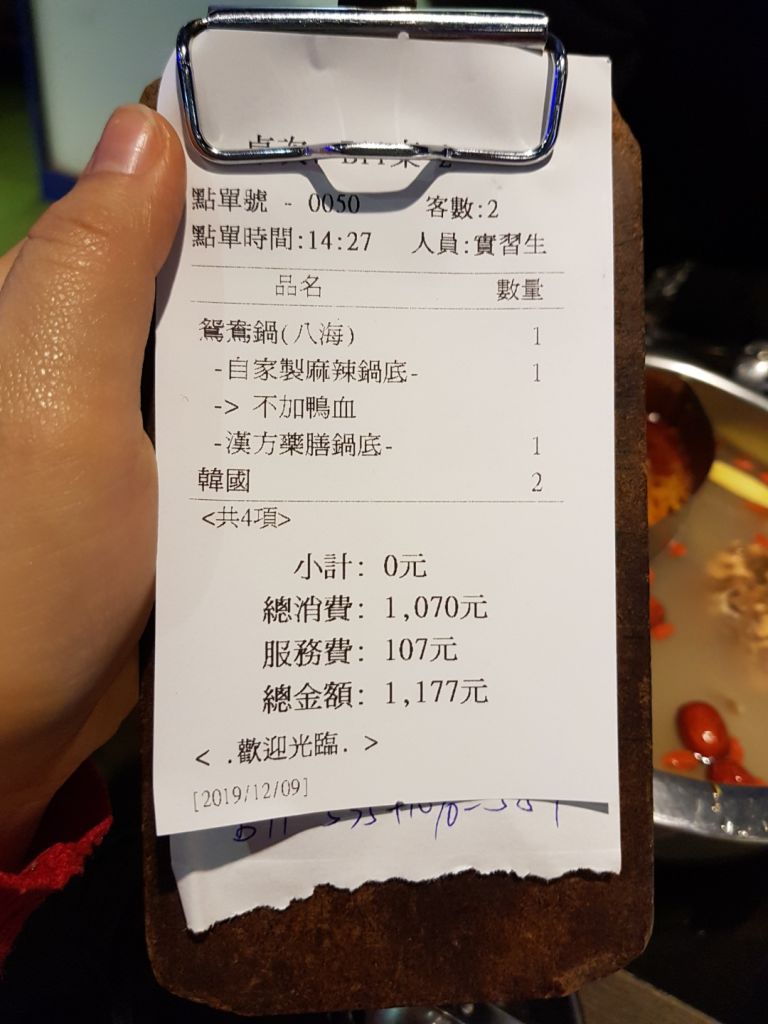 點單號 - 0050 客數:2
點單時間:14:27 人員:實習生
品名 數量
鴛鴦鍋(八海) 1
-自家製麻辣鍋底- 1
-> 不加鴨血
-漢方藥膳鍋底- 1
韓國 2
<共4項>
小計: 0元
總消費: 1,070元
服務費: 107元
總金額: 1,177元
< .歡迎光臨. >
[2019/12/09]